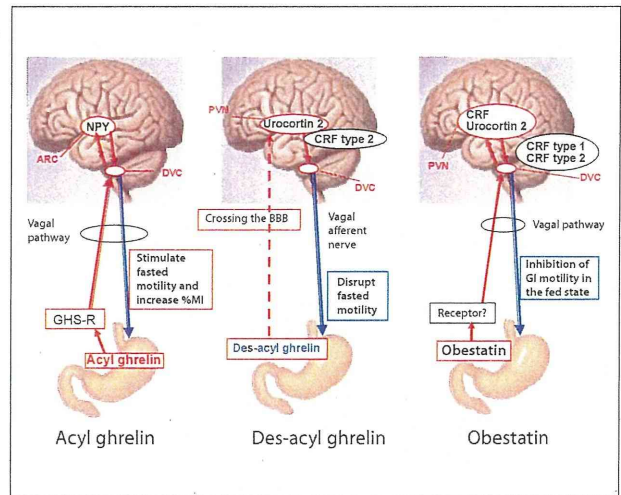 NPY
ARC
DVC
Vagal
pathway
Stimulate
fasted
motility and
increase %MI
GHS-R
Acyl ghrelin
Acyl ghrelin
PVN
Urocortin 2
CRF type 2
DVC
Crossing the BBB
Vagal
afferent
nerve
Disrupt
fasted
motility
Des-acyl ghrelin
Des-acyl ghrelin
CRF
Urocortin 2
CRF type 1
CRF type 2
PVN
DVC
Vagal pathway
Inhibition of
GI motility in
the fed state
Receptor?
Obestatin
Obestatin